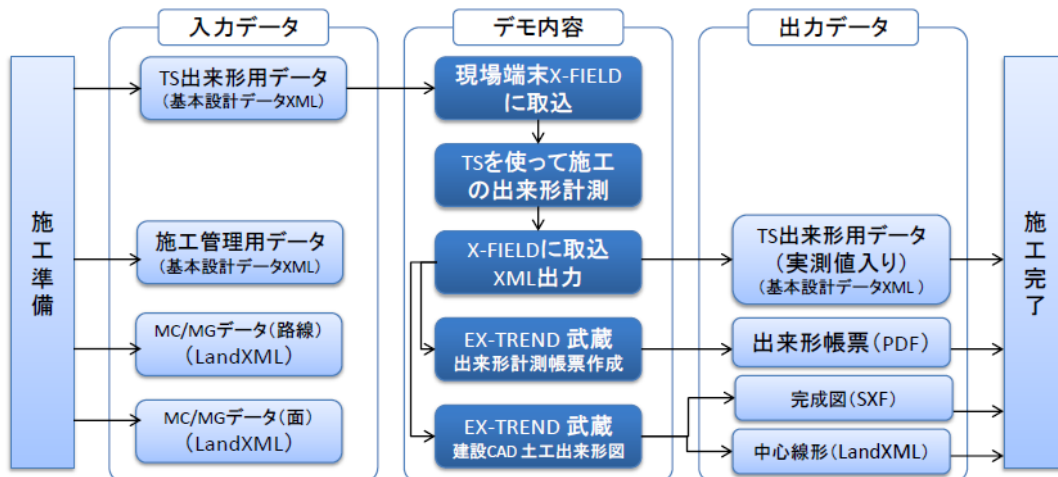 入力データ
デモ内容
出力データ
施工準備
TS出来形用データ
(基本設計データXML)
施工管理用データ
(基本設計データXML)
MC/MGデータ(路線)
(LandXML)
MC/MGデータ(面)
(LandXML)
現場端末X-FIELD
に取込
TSを使って施工
の出来形計測
X-FIELDに取込
XML出力
EX-TREND 武蔵
出来形計測帳票作成
EX-TREND 武蔵
建設CAD 土工出来形図
TS出来形用データ
(実測値入り)
(基本設計データXML)
出来形帳票(PDF)
完成図(SXF)
中心線形(LandXML)
施工完了